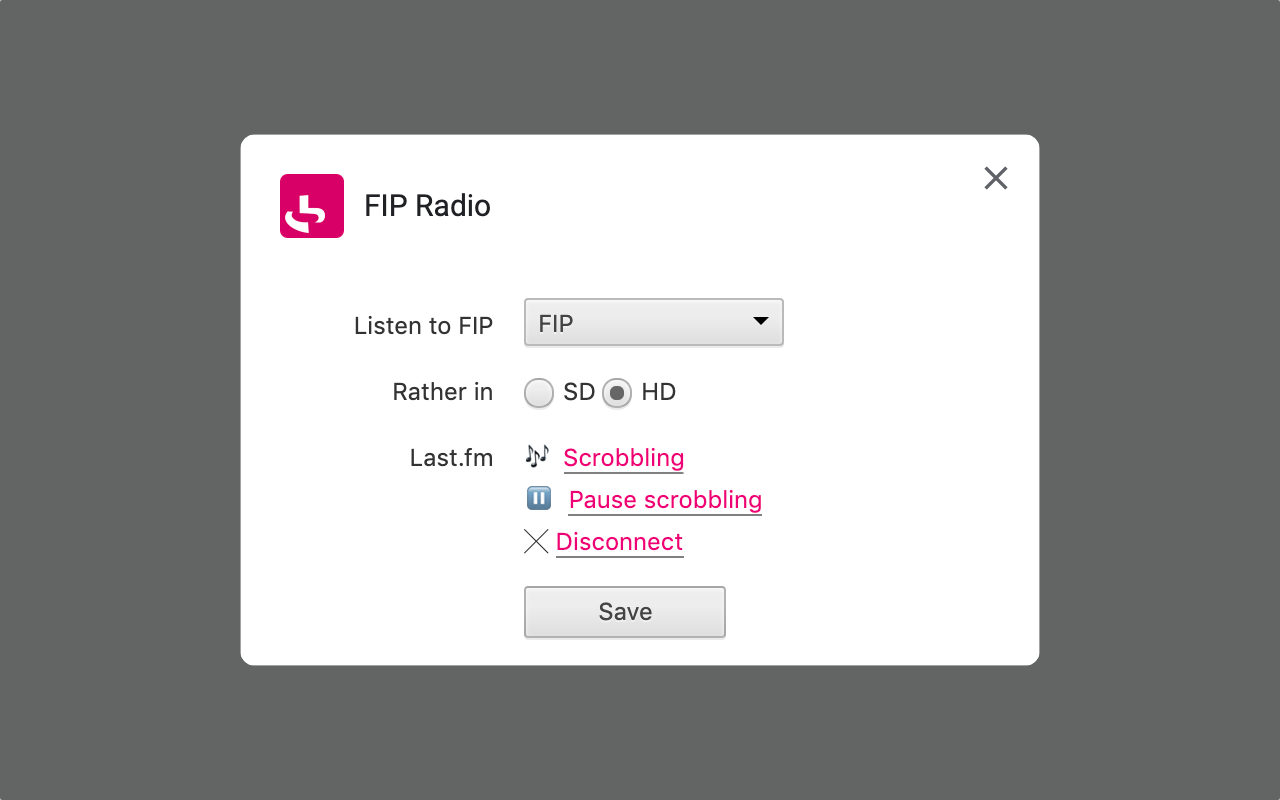 FIP Radio
Listen to FIP FIP
Rather in SD HD
Last.fm Scrobbling
Pause scrobbling
Disconnect
Save